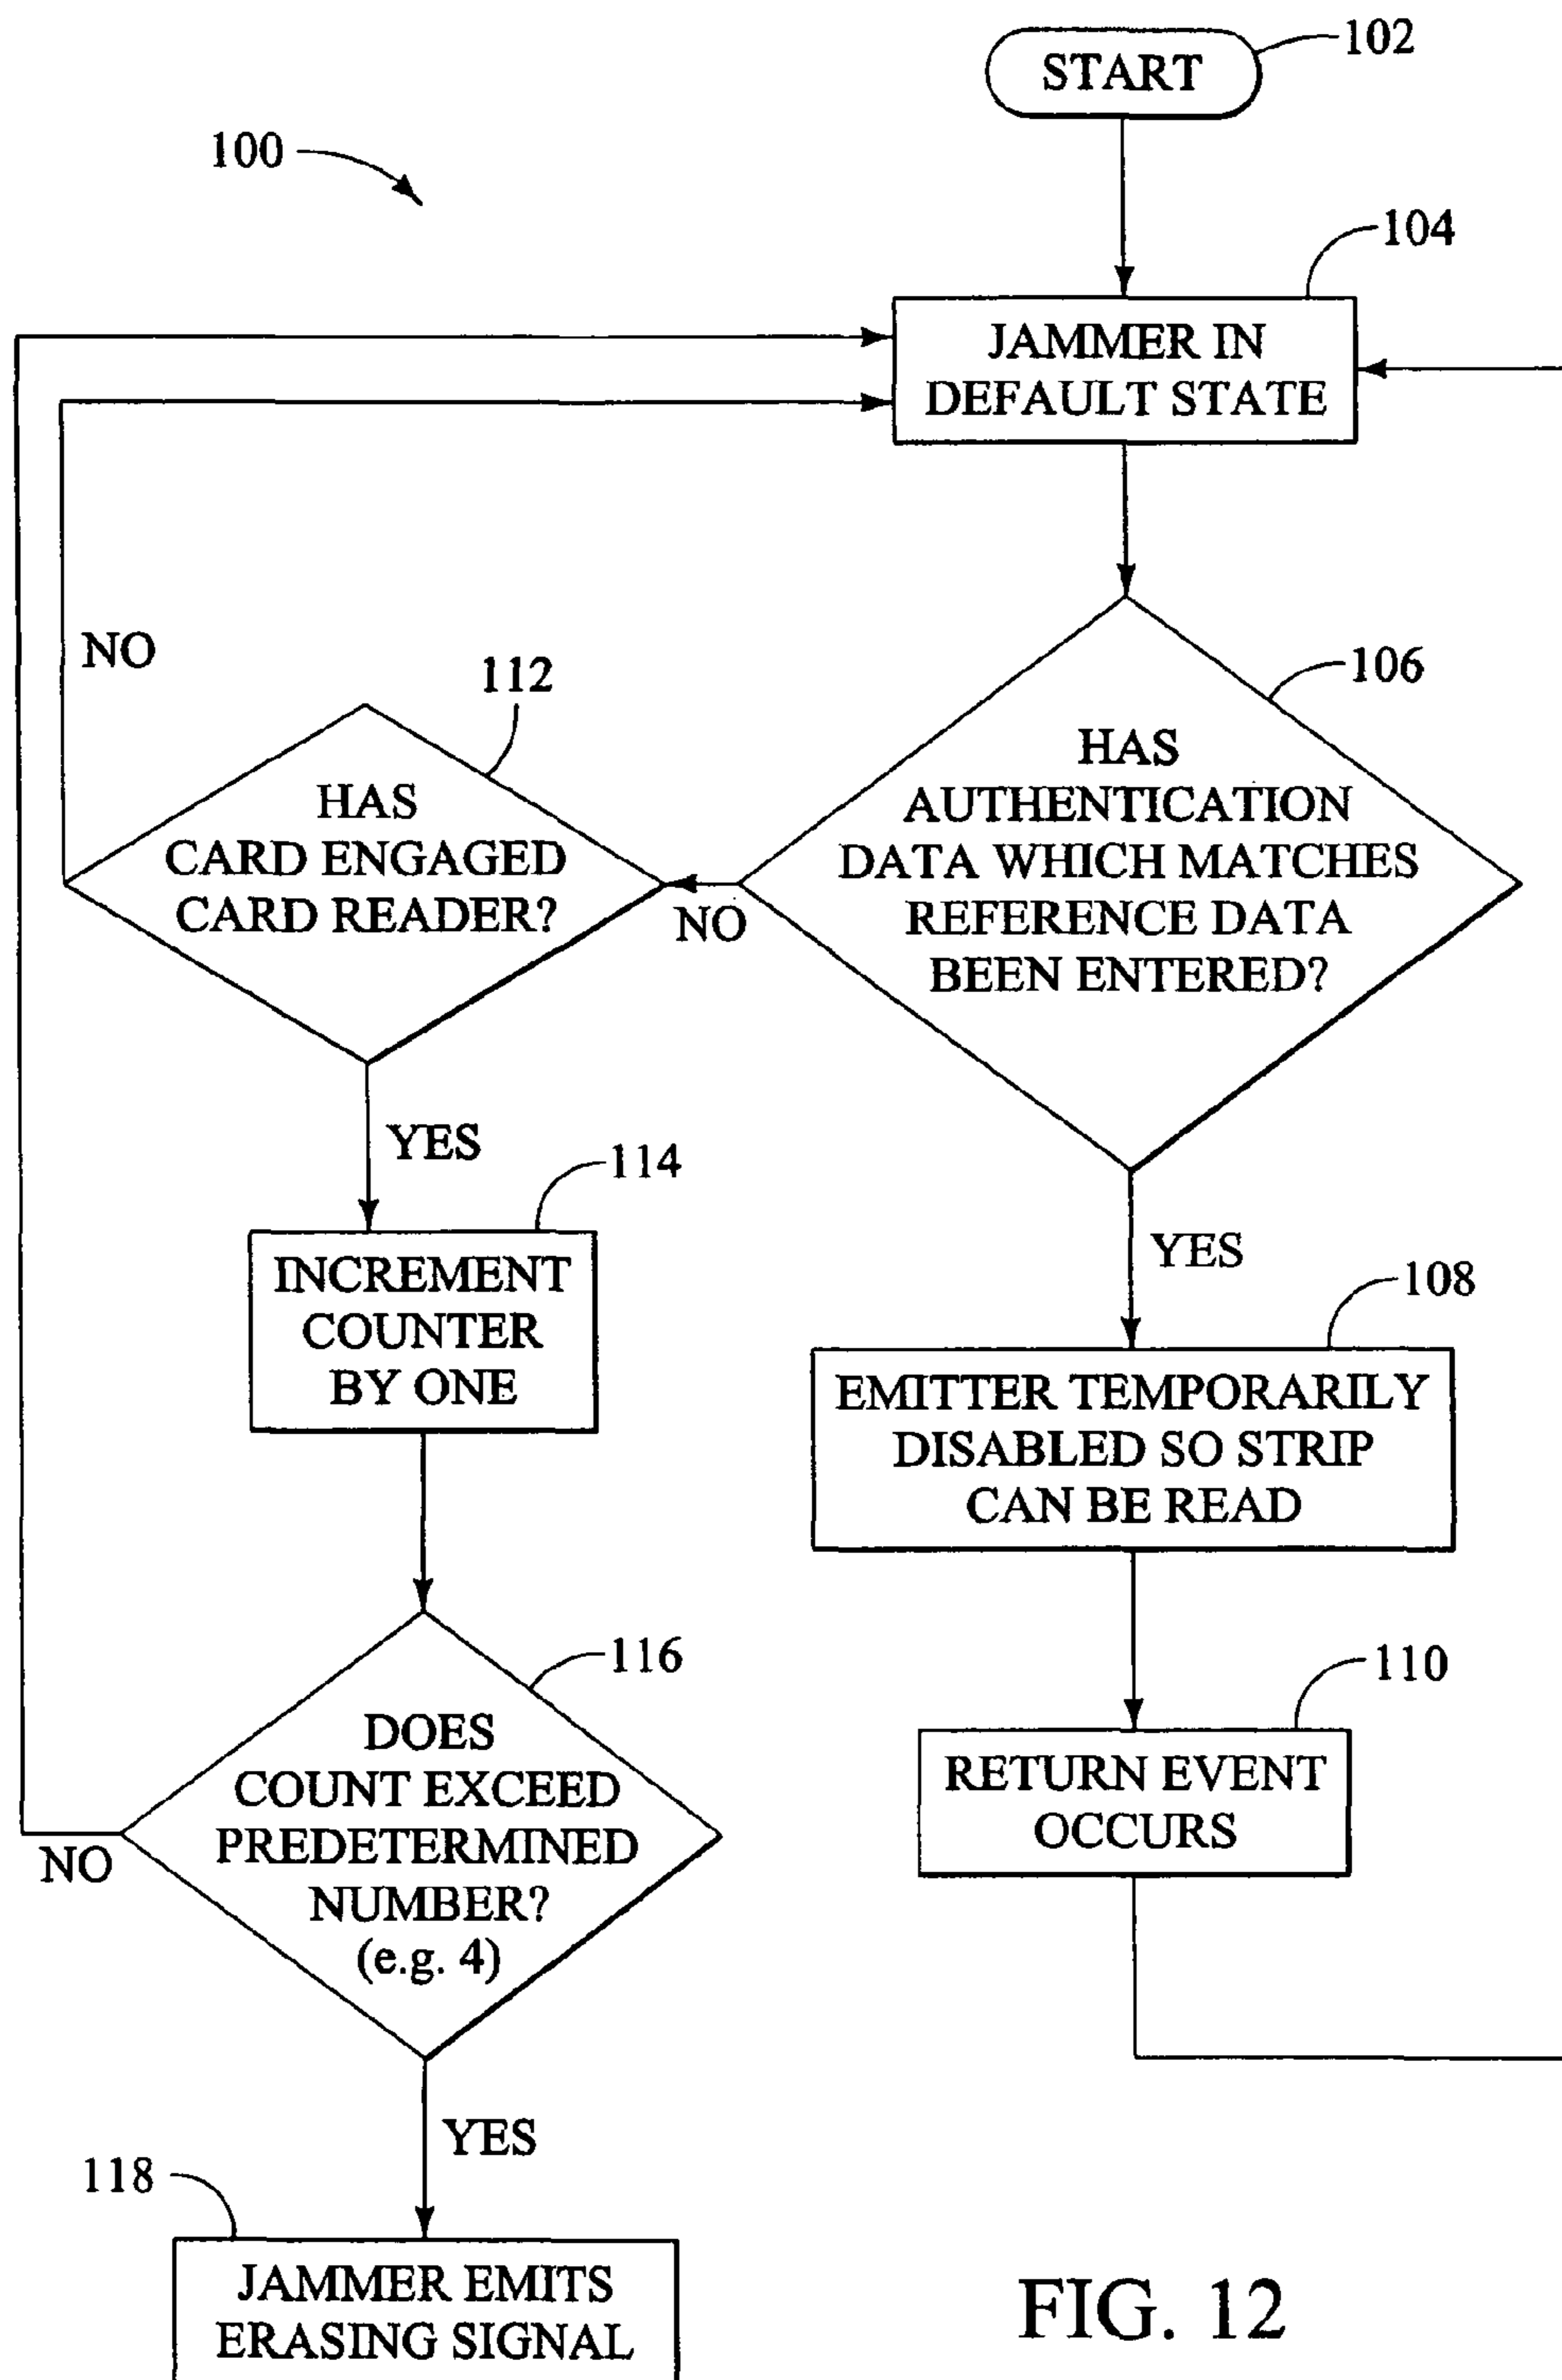 START
102
100
104
JAMMER IN
DEFAULT STATE
NO
112
106
HAS
AUTHENTICATION
DATA WHICH MATCHES
REFERENCE DATA
BEEN ENTERED?
HAS
CARD ENGAGED
CARD READER?
NO
YES
114
INCREMENT
COUNTER
BY ONE
YES
108
EMITTER TEMPORARILY
DISABLED SO STRIP
CAN BE READ
116
DOES
COUNT EXCEED
PREDETERMINED
NUMBER?
(e.g. 4)
NO
110
RETURN EVENT
OCCURS
YES
118
JAMMER EMITS
ERASING SIGNAL
FIG. 12